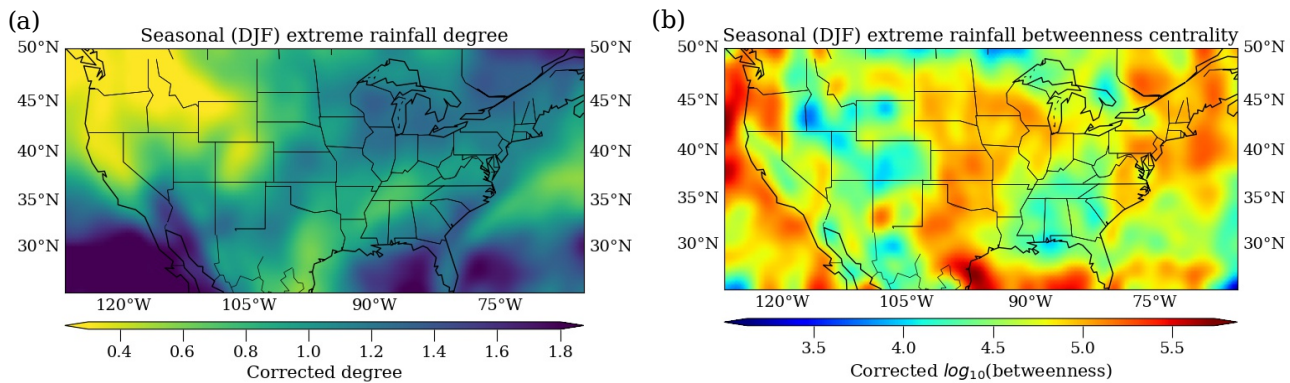 (a)
Seasonal (DJF) extreme rainfall degree
50°N
50°N
45°N
45°N
40°N
40°N
35°N
35°N
30°N
30°N
120°W 105°W 90°W 75°W
0.4 0.6 0.8 1.0 1.2 1.4 1.6 1.8
Corrected degree
(b)
Seasonal (DJF) extreme rainfall betweenness centrality
50°N
45°N
45°N
40°N
40°N
35°N
35°N
30°N
30°N
120°W 105°W 90°W 75°W
3.5 4.0 4.5 5.0 5.5
Corrected log₁₀(betweenness)